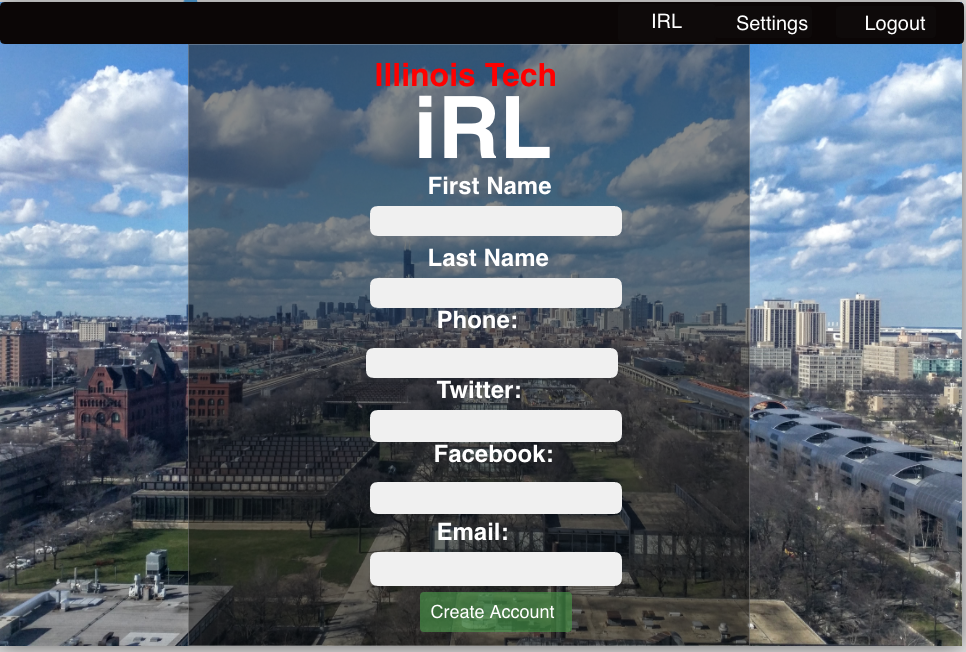 IRL Settings Logout
Illinois Tech
iRL
First Name
Last Name
Phone:
Twitter:
Facebook:
Email:
Create Account